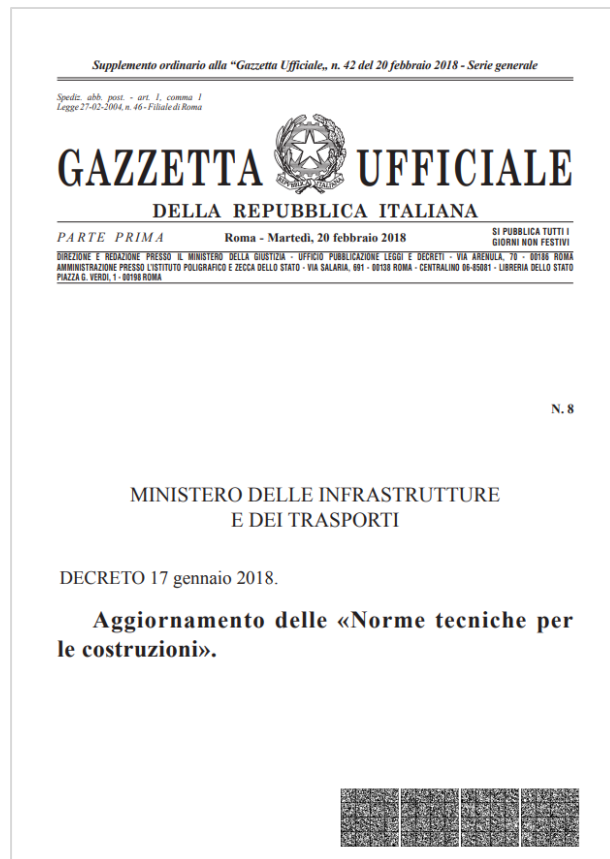 Supplemento ordinario alla “Gazzetta Ufficiale„ n. 42 del 20 febbraio 2018 - Serie generale
Spediz. abb. post. - art. 1, comma 1
Legge 27-02-2004, n. 46 - Filiale di Roma
GAZZETTA UFFICIALE
DELLA REPUBBLICA ITALIANA
PARTE PRIMA
Roma - Martedì, 20 febbraio 2018
SI PUBBLICA TUTTI I
GIORNI NON FESTIVI
DIREZIONE E REDAZIONE PRESSO IL MINISTERO DELLA GIUSTIZIA - UFFICIO PUBBLICAZIONE LEGGI E DECRETI - VIA ARENULA, 70 - 00186 ROMA
AMMINISTRAZIONE PRESSO L'ISTITUTO POLIGRAFICO E ZECCA DELLO STATO - VIA SALARIA, 691 - 00138 ROMA - CENTRALINO 06-85081 - LIBRERIA DELLO STATO
PIAZZA G. VERDI, 1 - 00198 ROMA
N. 8
MINISTERO DELLE INFRASTRUTTURE
E DEI TRASPORTI
DECRETO 17 gennaio 2018.
Aggiornamento delle «Norme tecniche per
le costruzioni».